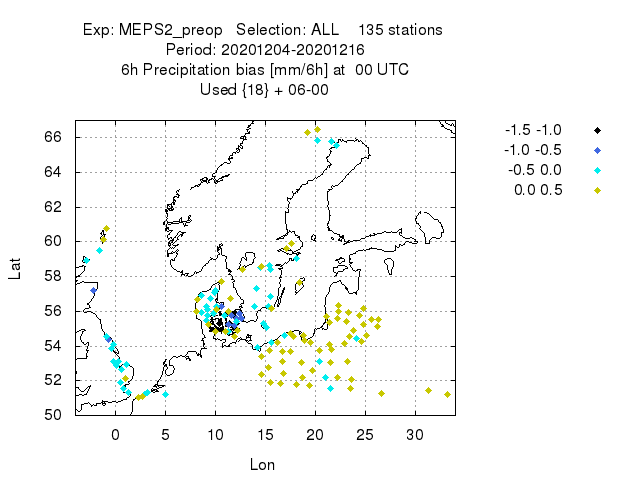 Exp: MEPS2_preop   Selection: ALL    135 stations
Period: 20201204-20201216
6h Precipitation bias [mm/6h] at  00 UTC
Used {18} + 06-00
-1.5 -1.0
-1.0 -0.5
-0.5 0.0
0.0 0.5
66
64
62
60
58
56
54
52
50
Lat
0 5 10 15 20 25 30
Lon